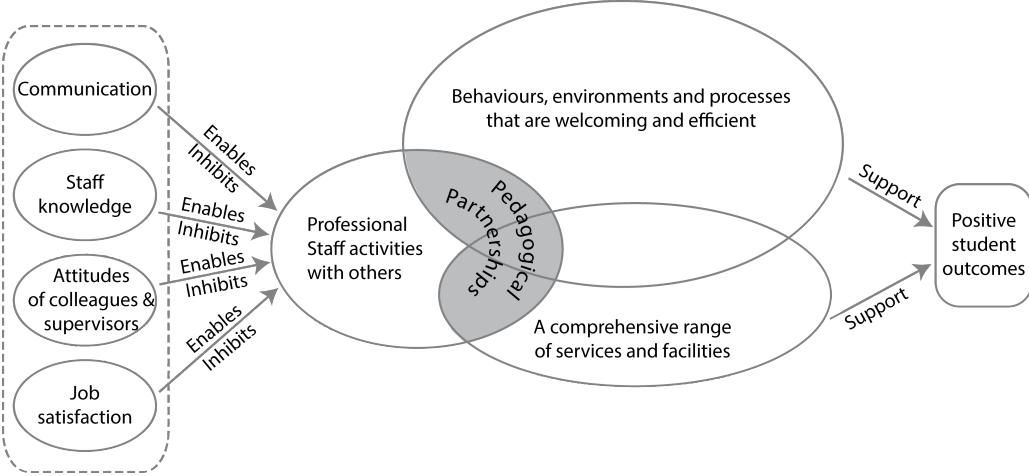 Communication
Staff
knowledge
Attitudes
of colleagues &
supervisors
Job
satisfaction
Enables
Inhibits
Enables
Inhibits
Enables
Inhibits
Enables
Inhibits
Professional
Staff activities
with others
Pedagogical
Partnerships
Behaviours, environments and processes
that are welcoming and efficient
A comprehensive range
of services and facilities
Support
Support
Positive
student
outcomes